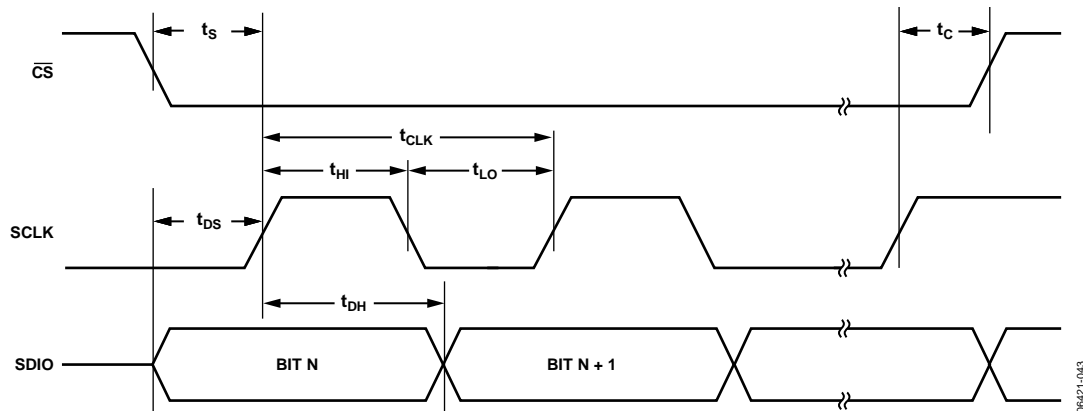 tS
tC
CS
tCLK
tHI
tLO
tDS
SCLK
tDH
SDIO
BIT N
BIT N + 1
06421-043